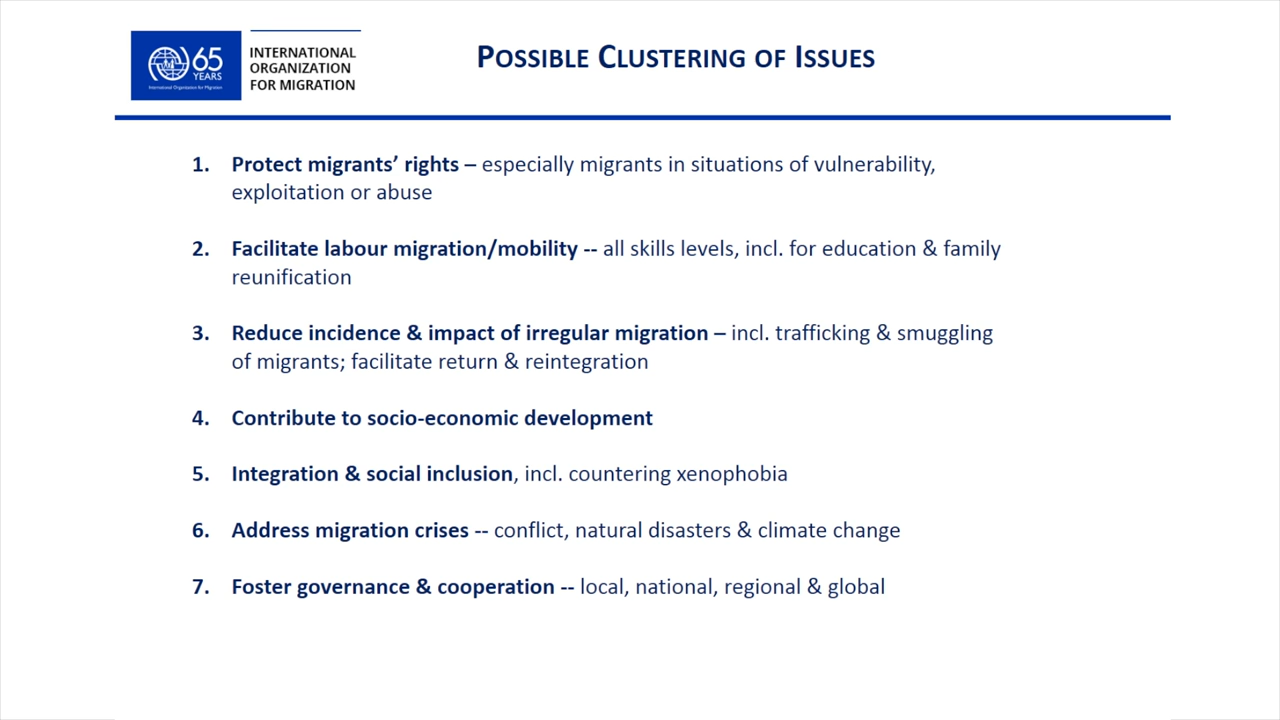 65
YEARS
International Organization for Migration
INTERNATIONAL
ORGANIZATION
FOR MIGRATION
POSSIBLE CLUSTERING OF ISSUES
1. Protect migrants’ rights – especially migrants in situations of vulnerability,
exploitation or abuse
2. Facilitate labour migration/mobility -- all skills levels, incl. for education & family
reunification
3. Reduce incidence & impact of irregular migration – incl. trafficking & smuggling
of migrants; facilitate return & reintegration
4. Contribute to socio-economic development
5. Integration & social inclusion, incl. countering xenophobia
6. Address migration crises -- conflict, natural disasters & climate change
7. Foster governance & cooperation -- local, national, regional & global